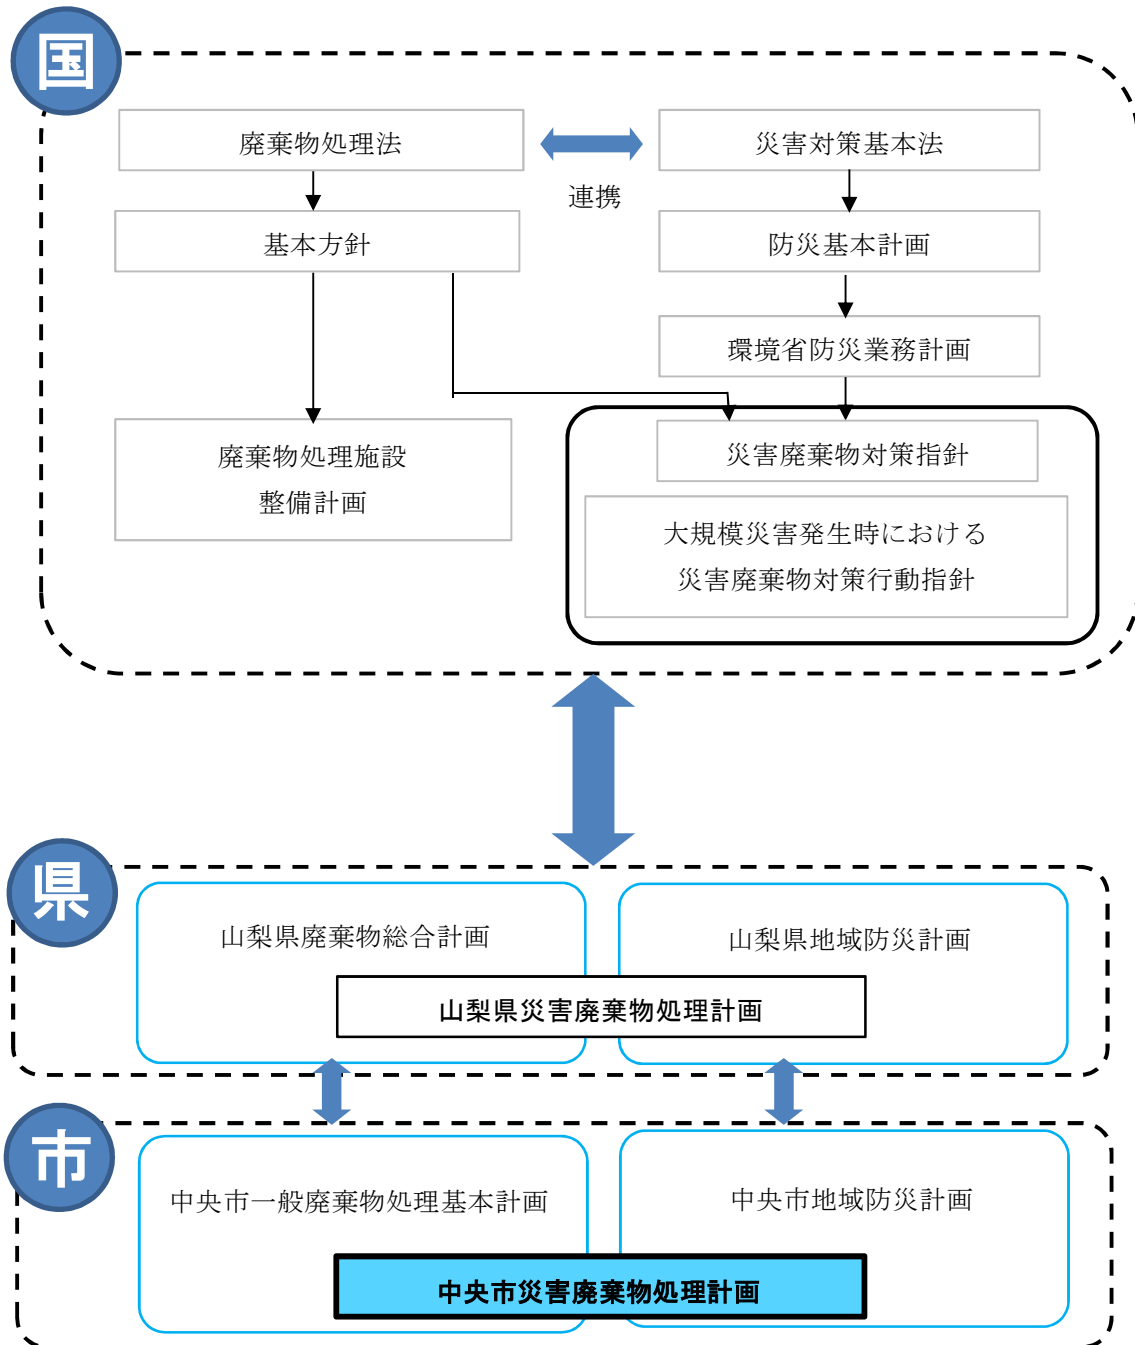 国
廃棄物処理法
災害対策基本法
連携
基本方針
防災基本計画
環境省防災業務計画
廃棄物処理施設
整備計画
災害廃棄物対策指針
大規模災害発生時における
災害廃棄物対策行動指針
県
山梨県廃棄物総合計画
山梨県地域防災計画
山梨県災害廃棄物処理計画
市
中央市一般廃棄物処理基本計画
中央市地域防災計画
中央市災害廃棄物処理計画